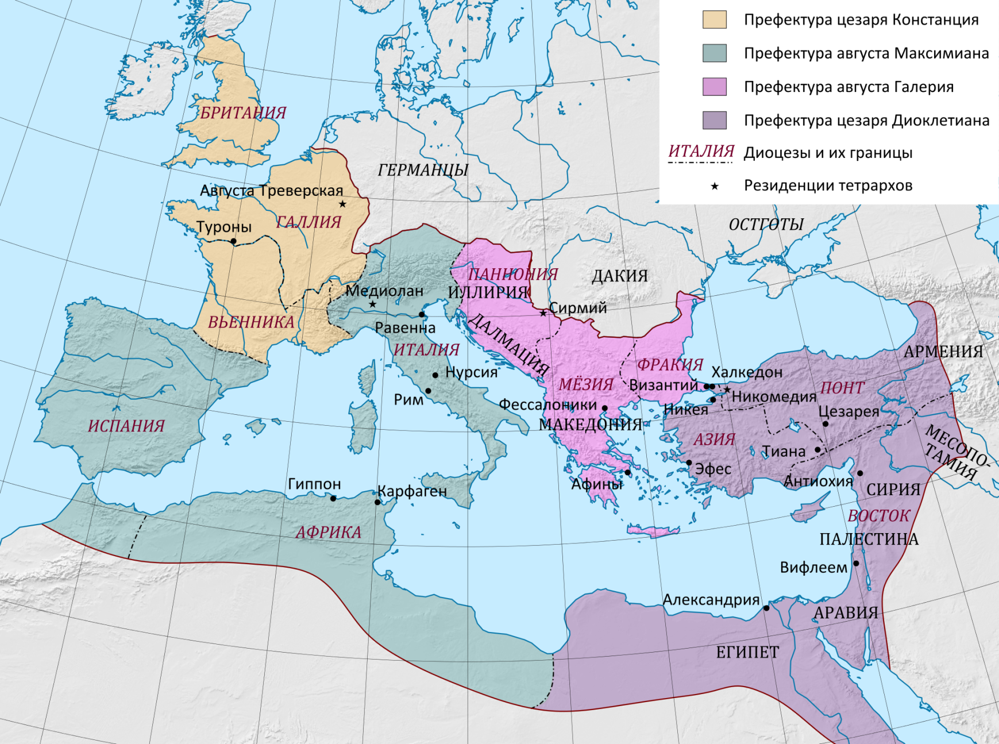 Префектура цезаря Констанция
Префектура августа Максимиана
Префектура августа Галерия
Префектура цезаря Диоклетиана
ИТАЛИЯ Диоцезы и их границы
Резиденции тетрархов
БРИТАНИЯ
ГЕРМАНЦЫ
Августа Треверская
ГАЛЛИЯ
Туроны
ОСТГОТЫ
ПАННОНИЯ
ДАКИЯ
Медиолан
ИЛЛИРИЯ
Сирмий
ВЬЕННИКА
Равенна
ДАЛМАЦИЯ
ИТАЛИЯ
АРМЕНИЯ
ФРАКИЯ
Нурсия
Халкедон
МЁЗИЯ
Византий
ПОНТ
Рим
Фессалоники
Никомедия
Никея
Цезарея
ИСПАНИЯ
МАКЕДОНИЯ
АЗИЯ
МЕСОПО-
ТАМИЯ
Тиана
Эфес
Гиппон
Карфаген
Афины
Антиохия
СИРИЯ
ВОСТОК
АФРИКА
ПАЛЕСТИНА
Вифлеем
Александрия
АРАВИЯ
ЕГИПЕТ